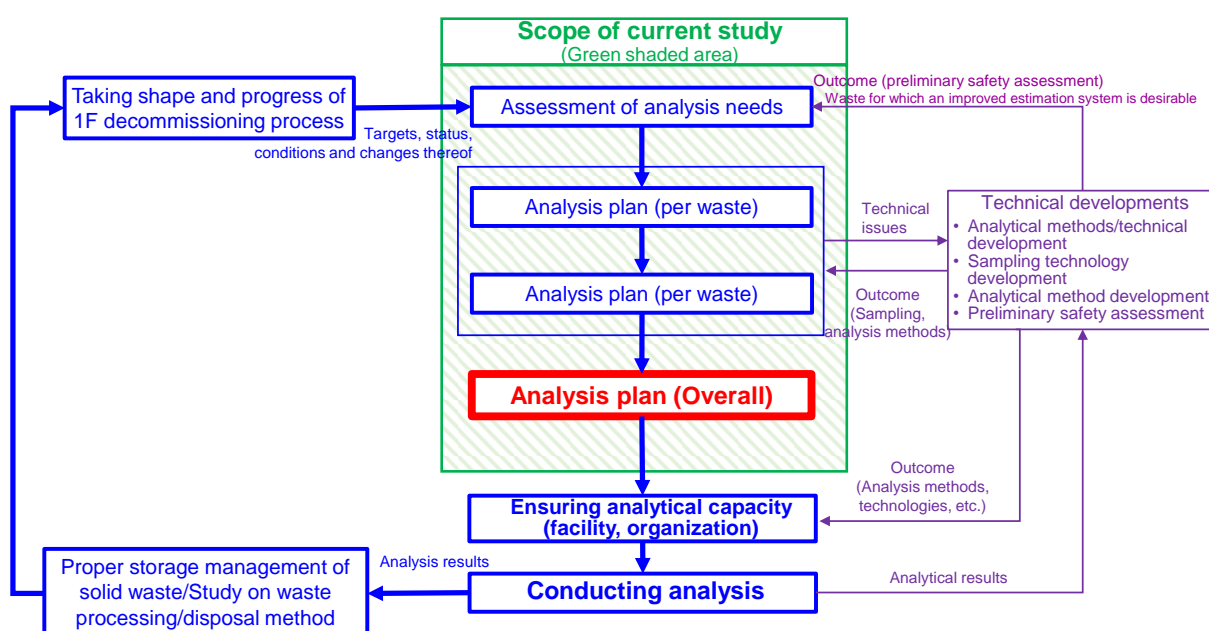 Scope of current study
(Green shaded area)
Taking shape and progress of
1F decommissioning process
Targets, status,
conditions and changes thereof
Assessment of analysis needs
Outcome (preliminary safety assessment)
Waste for which an improved estimation system is desirable
Analysis plan (per waste)
Analysis plan (per waste)
Technical
issues
Outcome
(Sampling,
analysis methods)
Technical developments
• Analytical methods/technical
development
• Sampling technology
development
• Analytical method development
• Preliminary safety assessment
Analysis plan (Overall)
Outcome
(Analysis methods,
technologies, etc.)
Ensuring analytical capacity
(facility, organization)
Conducting analysis
Analysis results
Analytical results
Proper storage management of
solid waste/Study on waste
processing/disposal method